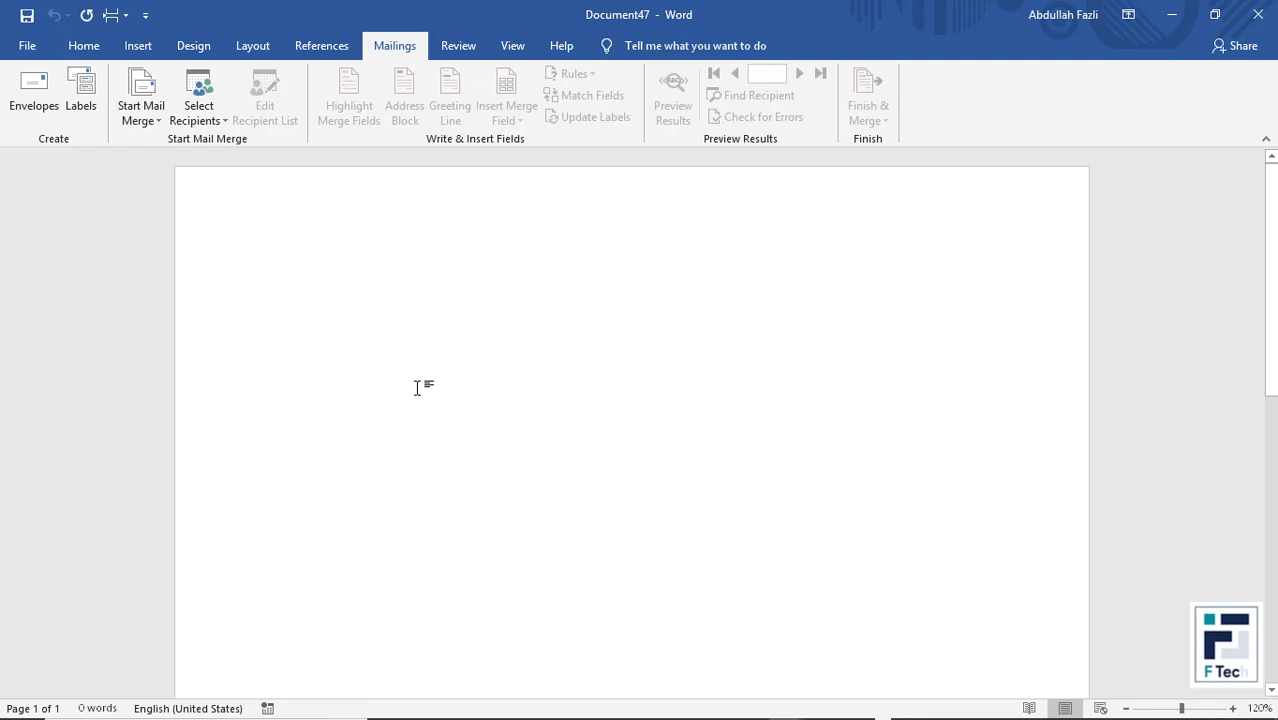 Document47 - Word
Abdullah Fazli
File Home Insert Design Layout References Mailings Review View Help Tell me what you want to do Share
Envelopes
Labels
Create
Start Mail
Merge
Select
Recipients
Edit
Recipient List
Start Mail Merge
Highlight
Merge Fields
Address
Block
Greeting
Line
Insert Merge
Field
Rules
Match Fields
Update Labels
Write & Insert Fields
ABC
Preview
Results
Find Recipient
Check for Errors
Preview Results
Finish &
Merge
Finish
F Tech
Page 1 of 1 0 words English (United States) 120%